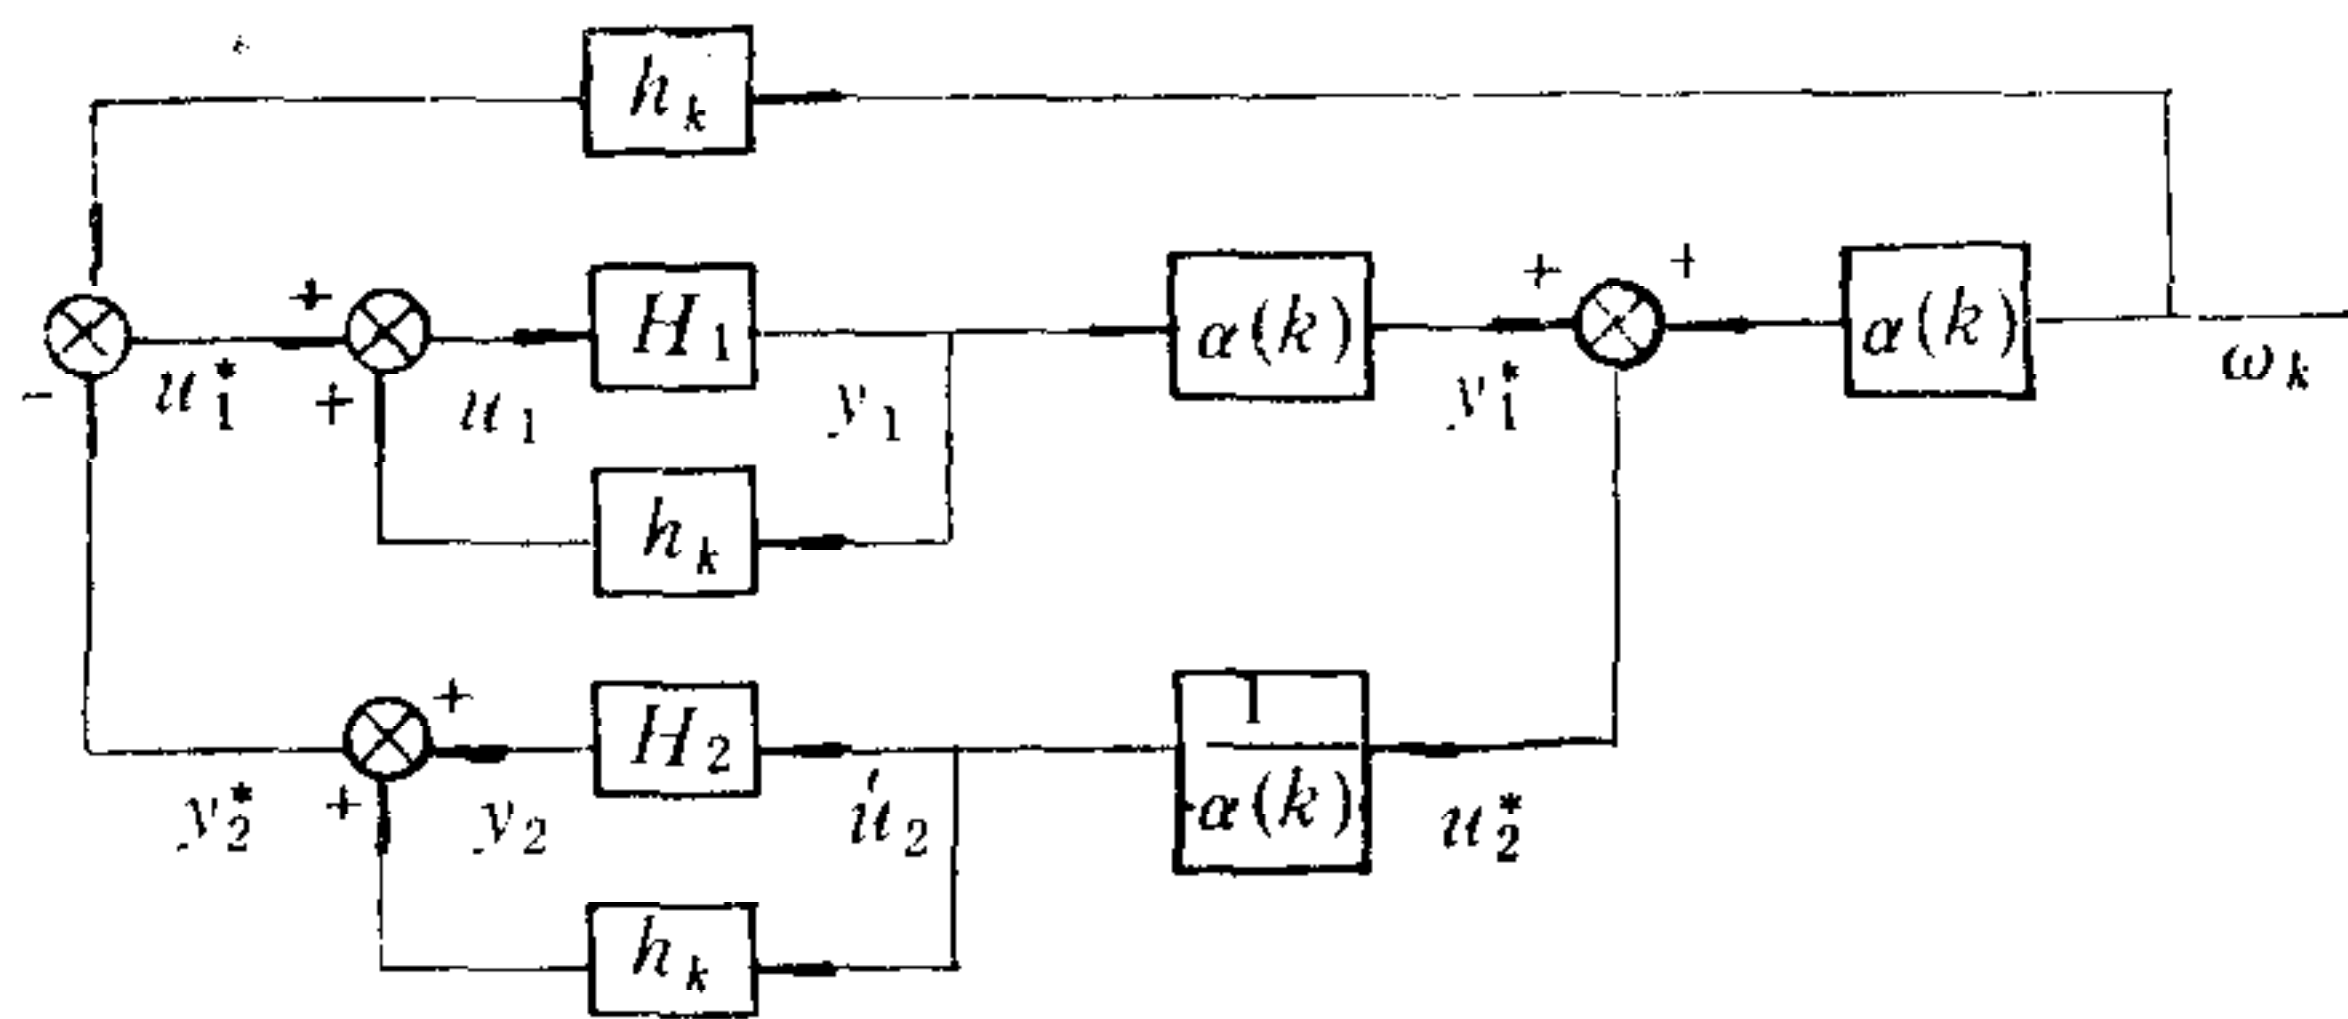 h_k
+ +
H_1 α(k) α(k)
- u_1^* + u_1 y_1 y_1^* ω_k
h_k
+
H_2 1/α(k)
y_2^* + y_2 u_2 u_2^*
h_k